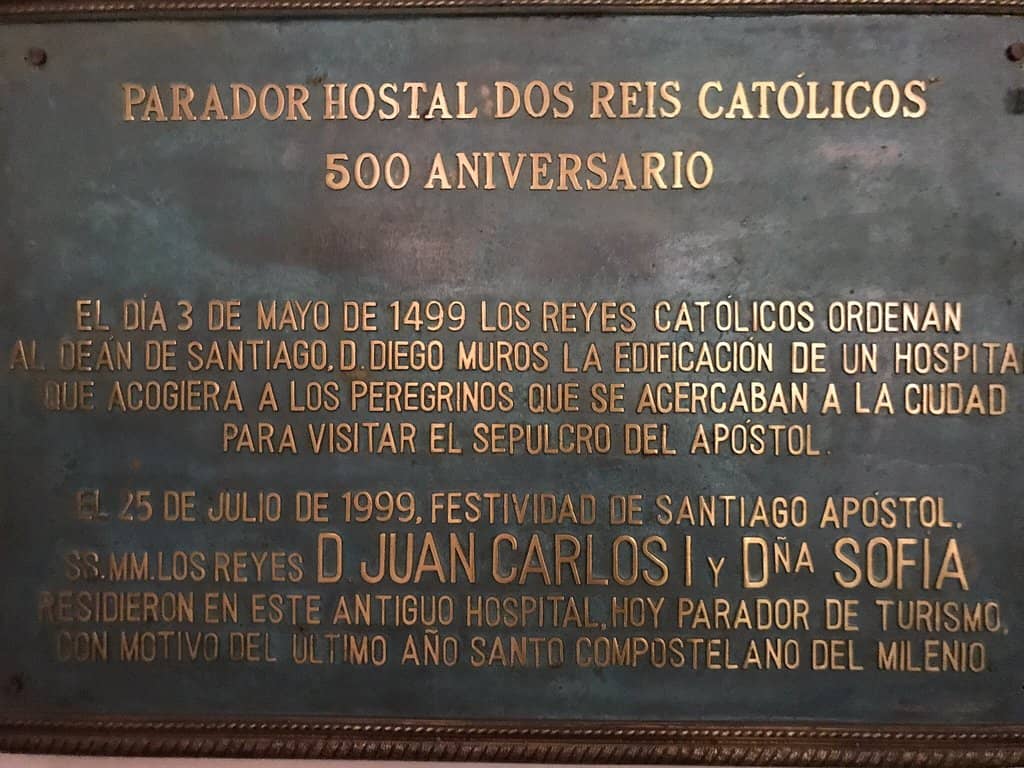 PARADOR "HOSTAL DOS REIS CATÓLICOS"
500 ANIVERSARIO
EL DÍA 3 DE MAYO DE 1499 LOS REYES CATÓLICOS ORDENAN
AL DEÁN DE SANTIAGO, D. DIEGO MUROS LA EDIFICACIÓN DE UN HOSPITA
QUE ACOGIERA A LOS PEREGRINOS QUE SE ACERCABAN A LA CIUDAD
PARA VISITAR EL SEPULCRO DEL APÓSTOL.
EL 25 DE JULIO DE 1999, FESTIVIDAD DE SANTIAGO APÓSTOL.
SS.MM.LOS REYES D. JUAN CARLOS I Y DÑA SOFÍA
RESIDIERON EN ESTE ANTIGUO HOSPITAL, HOY PARADOR DE TURISMO,
CON MOTIVO DEL ULTIMO AÑO SANTO COMPOSTELANO DEL MILENIO